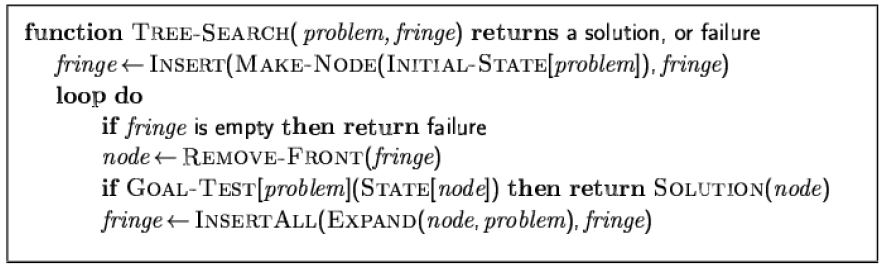 function TREE-SEARCH( problem, fringe) returns a solution, or failure
fringe ← INSERT(MAKE-NODE(INITIAL-STATE[problem]), fringe)
loop do
if fringe is empty then return failure
node ← REMOVE-FRONT(fringe)
if GOAL-TEST[problem](STATE[node]) then return SOLUTION(node)
fringe ← INSERTALL(EXPAND(node, problem), fringe)